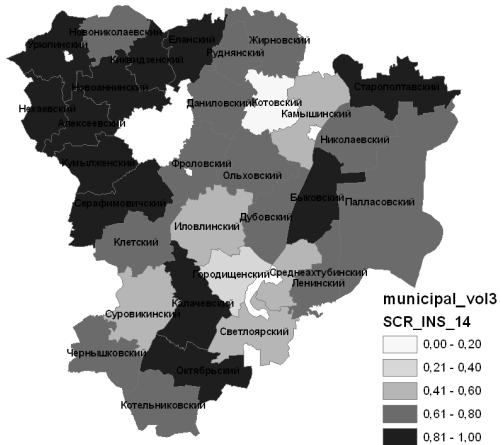 Новониколаевский
Урюпинский
Еланский
Жирновский
Руднянский
Киквидзенский
Старополтавский
Новоаннинский
Нехаевский
Даниловский
Котовский
Камышинский
Алексеевский
Николаевский
Кумылженский
Фроловский
Ольховский
Серафимовичский
Быковский
Палласовский
Дубовский
Иловлинский
Клетский
Городищенский
Среднеахтубинский
Ленинский
Калачевский
Суровикинский
Светлоярский
Чернышковский
Октябрьский
Котельниковский
municipal_vol3
SCR_INS_14
0,00 - 0,20
0,21 - 0,40
0,41 - 0,60
0,61 - 0,80
0,81 - 1,00